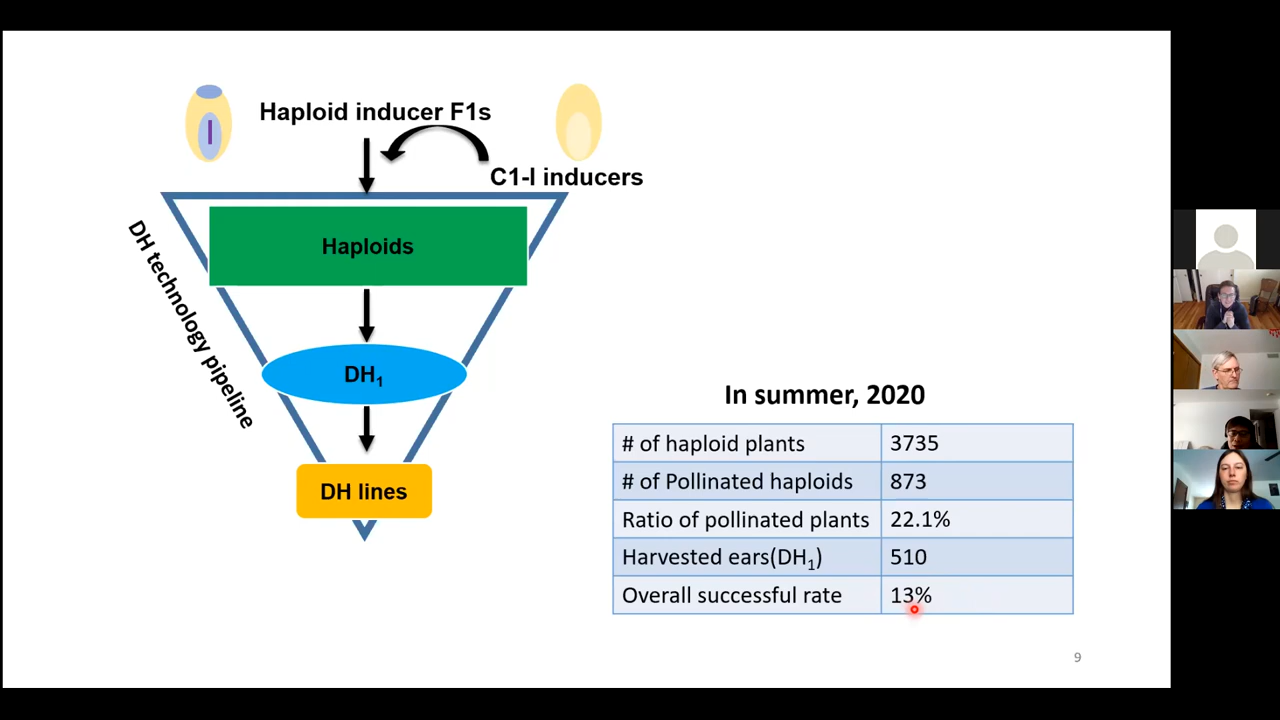 Haploid inducer F1s
C1-I inducers
DH technology pipeline
Haploids
DH₁
DH lines
In summer, 2020
# of haploid plants 3735
# of Pollinated haploids 873
Ratio of pollinated plants 22.1%
Harvested ears(DH₁) 510
Overall successful rate 13%
9